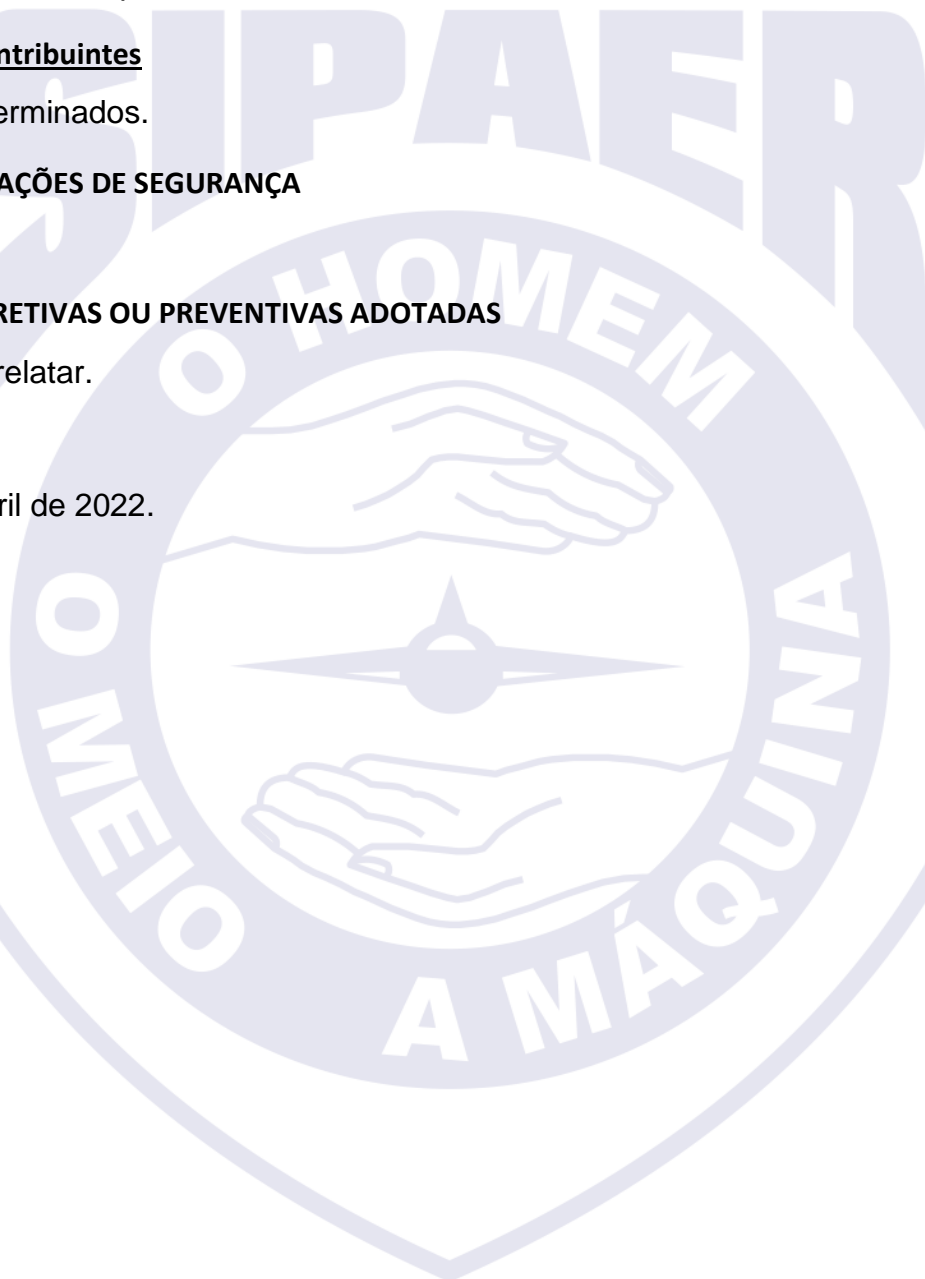 SIPAER
ntribuintes
erminados.
AÇÕES DE SEGURANÇA
RETIVAS OU PREVENTIVAS ADOTADAS
relatar.
ril de 2022.
O HOMEM
O MEIO
A MÁQUINA